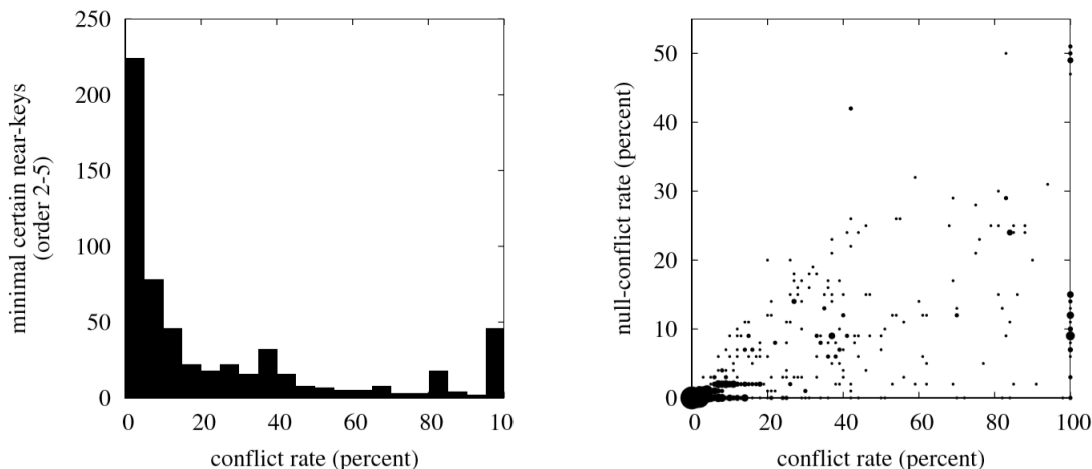 250
200
150
100
50
0
minimal certain near-keys
(order 2-5)
0 20 40 60 80 10
conflict rate (percent)
50
40
30
20
10
0
null-conflict rate (percent)
0 20 40 60 80 100
conflict rate (percent)